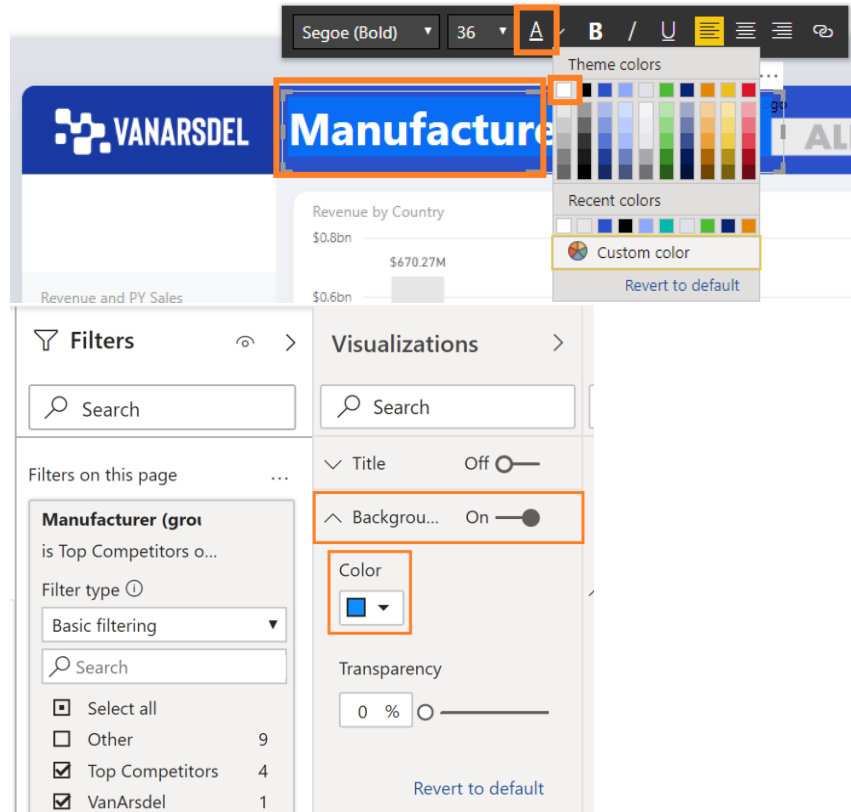 Segoe (Bold) 36 A B / U
Theme colors
VANARSDEL Manufacture
ogo
AL
Recent colors
Revenue by Country
$0.8bn
$670.27M
Custom color
Revert to default
Revenue and PY Sales
$0.6bn
Filters
Visualizations
Search
Search
Filters on this page ...
Title Off
Manufacturer (grou
Backgrou... On
is Top Competitors o...
Color
Filter type
Basic filtering
Search
Transparency
0 %
Select all
Other 9
Top Competitors 4
VanArsdel 1
Revert to default